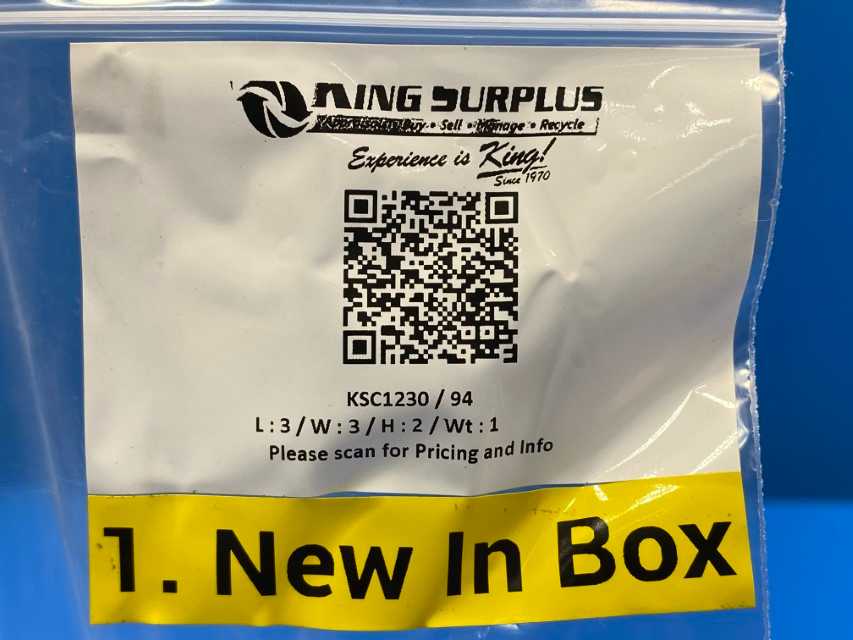 KING SURPLUS
Buy • Sell • Manage • Recycle
Experience is King!
Since 1970
KSC1230 / 94
L : 3 / W : 3 / H : 2 / Wt : 1
Please scan for Pricing and Info
1. New In Box